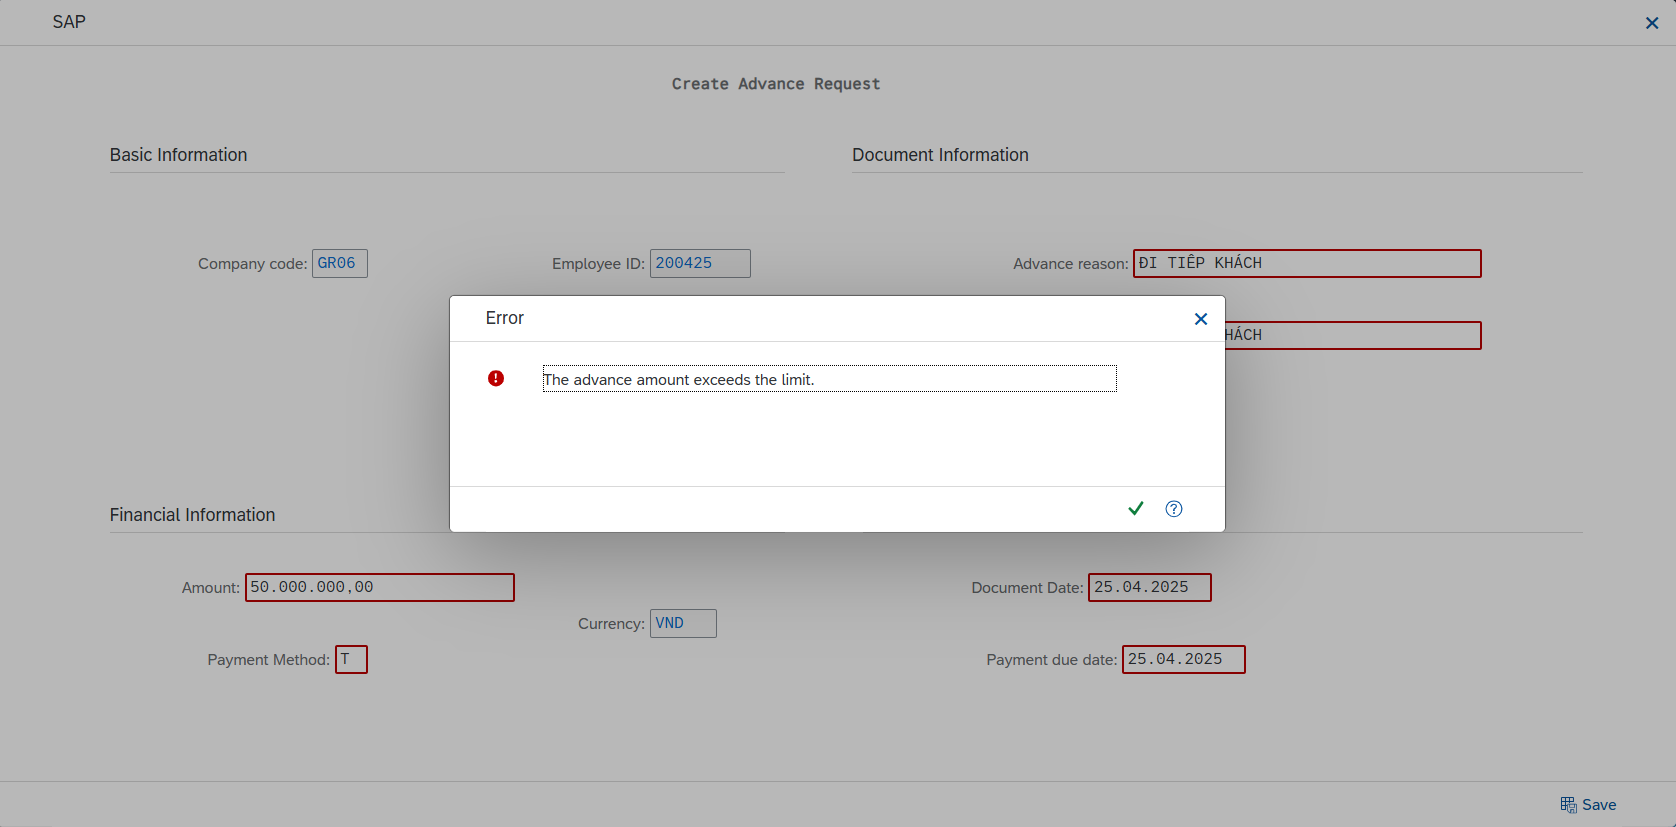 SAP
Create Advance Request
Basic Information
Document Information
Company code: GR06
Employee ID: 200425
Advance reason: ĐI TIẾP KHÁCH
HÁCH
Error
The advance amount exceeds the limit.
Financial Information
Amount: 50.000.000,00
Document Date: 25.04.2025
Currency: VND
Payment Method: T
Payment due date: 25.04.2025
Save